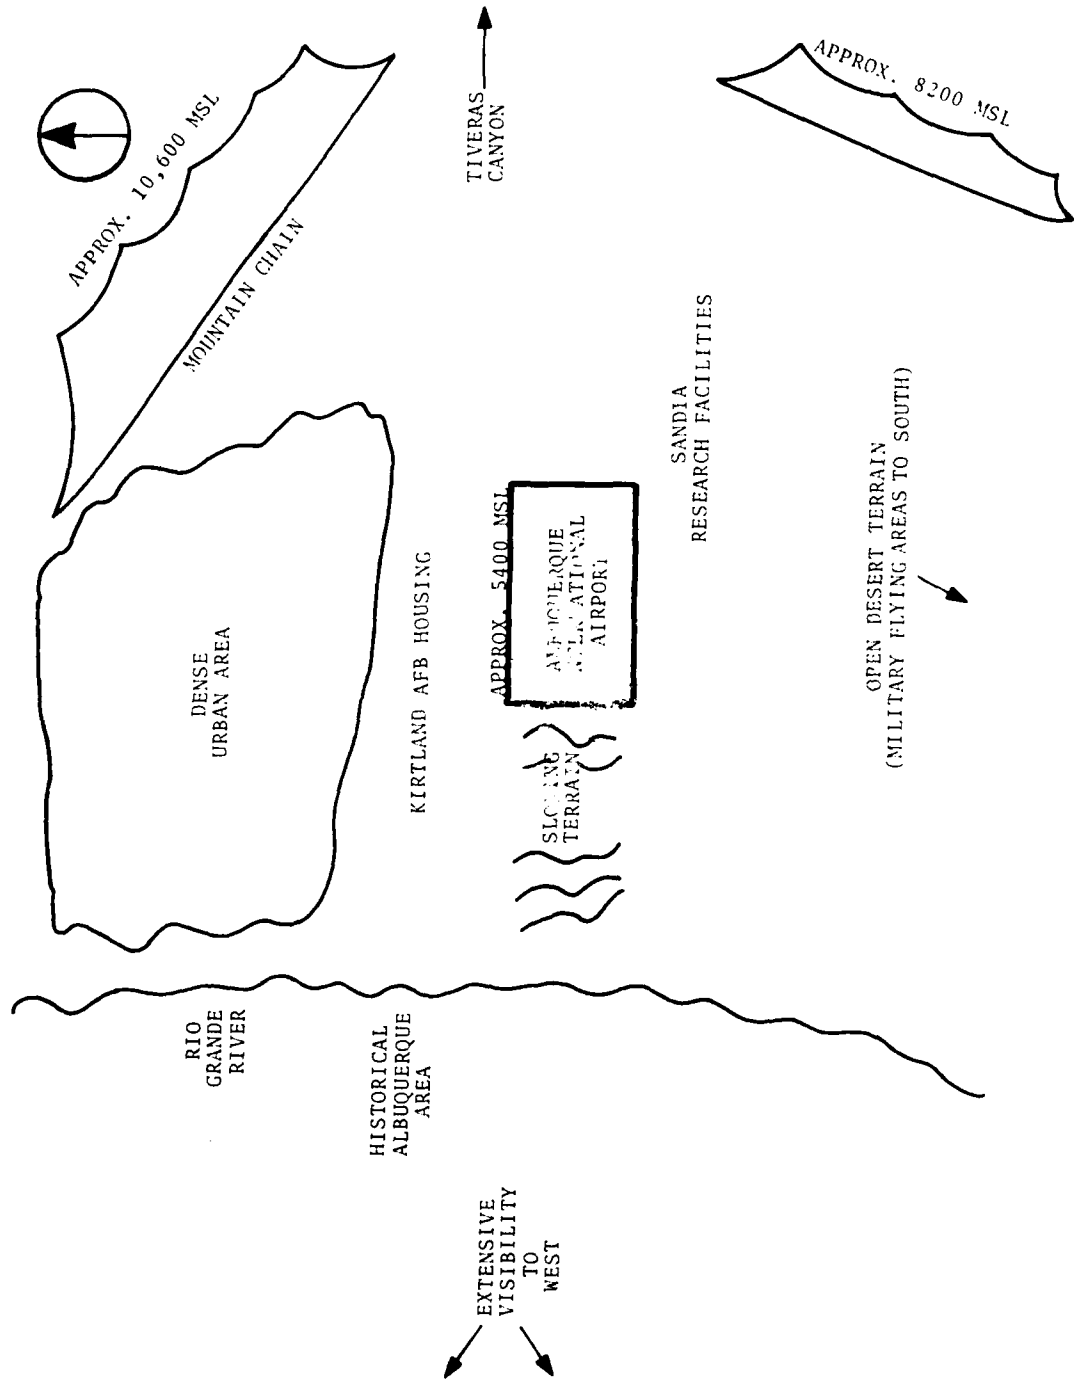 APPROX. 10,600 MSL
MOUNTAIN CHAIN
TIVERAS
CANYON
APPROX. 8200 MSL
DENSE
URBAN AREA
KIRTLAND AFB HOUSING
APPROX. 5400 MSL
AIRPORT
SANDIA
RESEARCH FACILITIES
OPEN DESERT TERRAIN
(MILITARY FLYING AREAS TO SOUTH)
TERRAIN
RIO
GRANDE
RIVER
HISTORICAL
ALBUQUERQUE
AREA
EXTENSIVE
VISIBILITY
TO
WEST